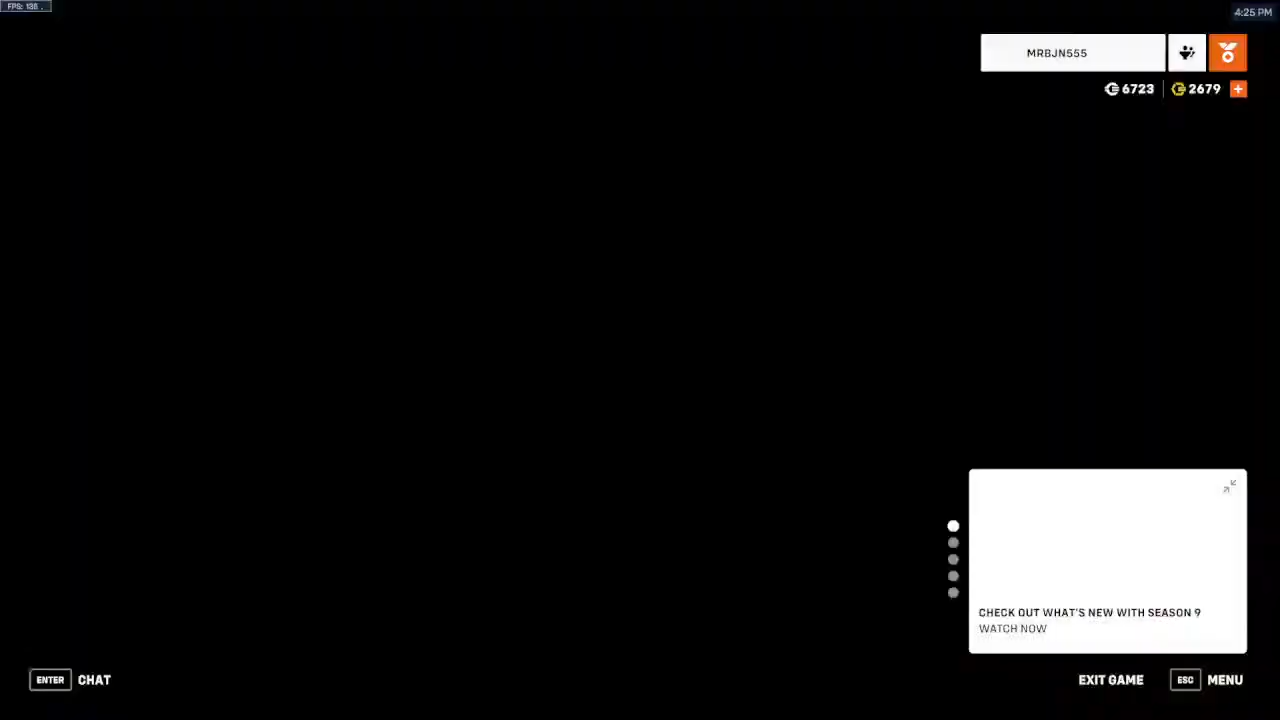 FPS: 136
4:25 PM
MRBJN555
6723
2679
+
CHECK OUT WHAT'S NEW WITH SEASON 9
WATCH NOW
ENTER CHAT
EXIT GAME
ESC MENU